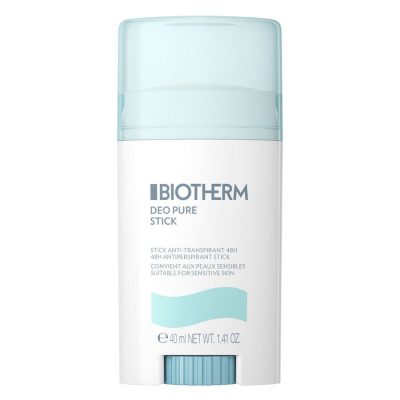 BIOTHERM
DEO PURE
STICK
STICK ANTI-TRANSPIRANT 48H
48H ANTIPERSPIRANT STICK
CONVIENT AUX PEAUX SENSIBLES
SUITABLE FOR SENSITIVE SKIN
e 40 ml NET WT. 1.41 OZ.